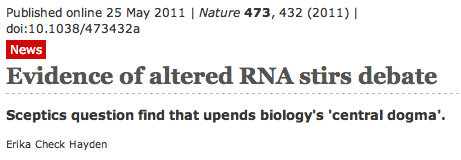 Published online 25 May 2011 | Nature 473, 432 (2011) |
doi:10.1038/473432a
News
Evidence of altered RNA stirs debate
Sceptics question find that upends biology's 'central dogma'.
Erika Check Hayden